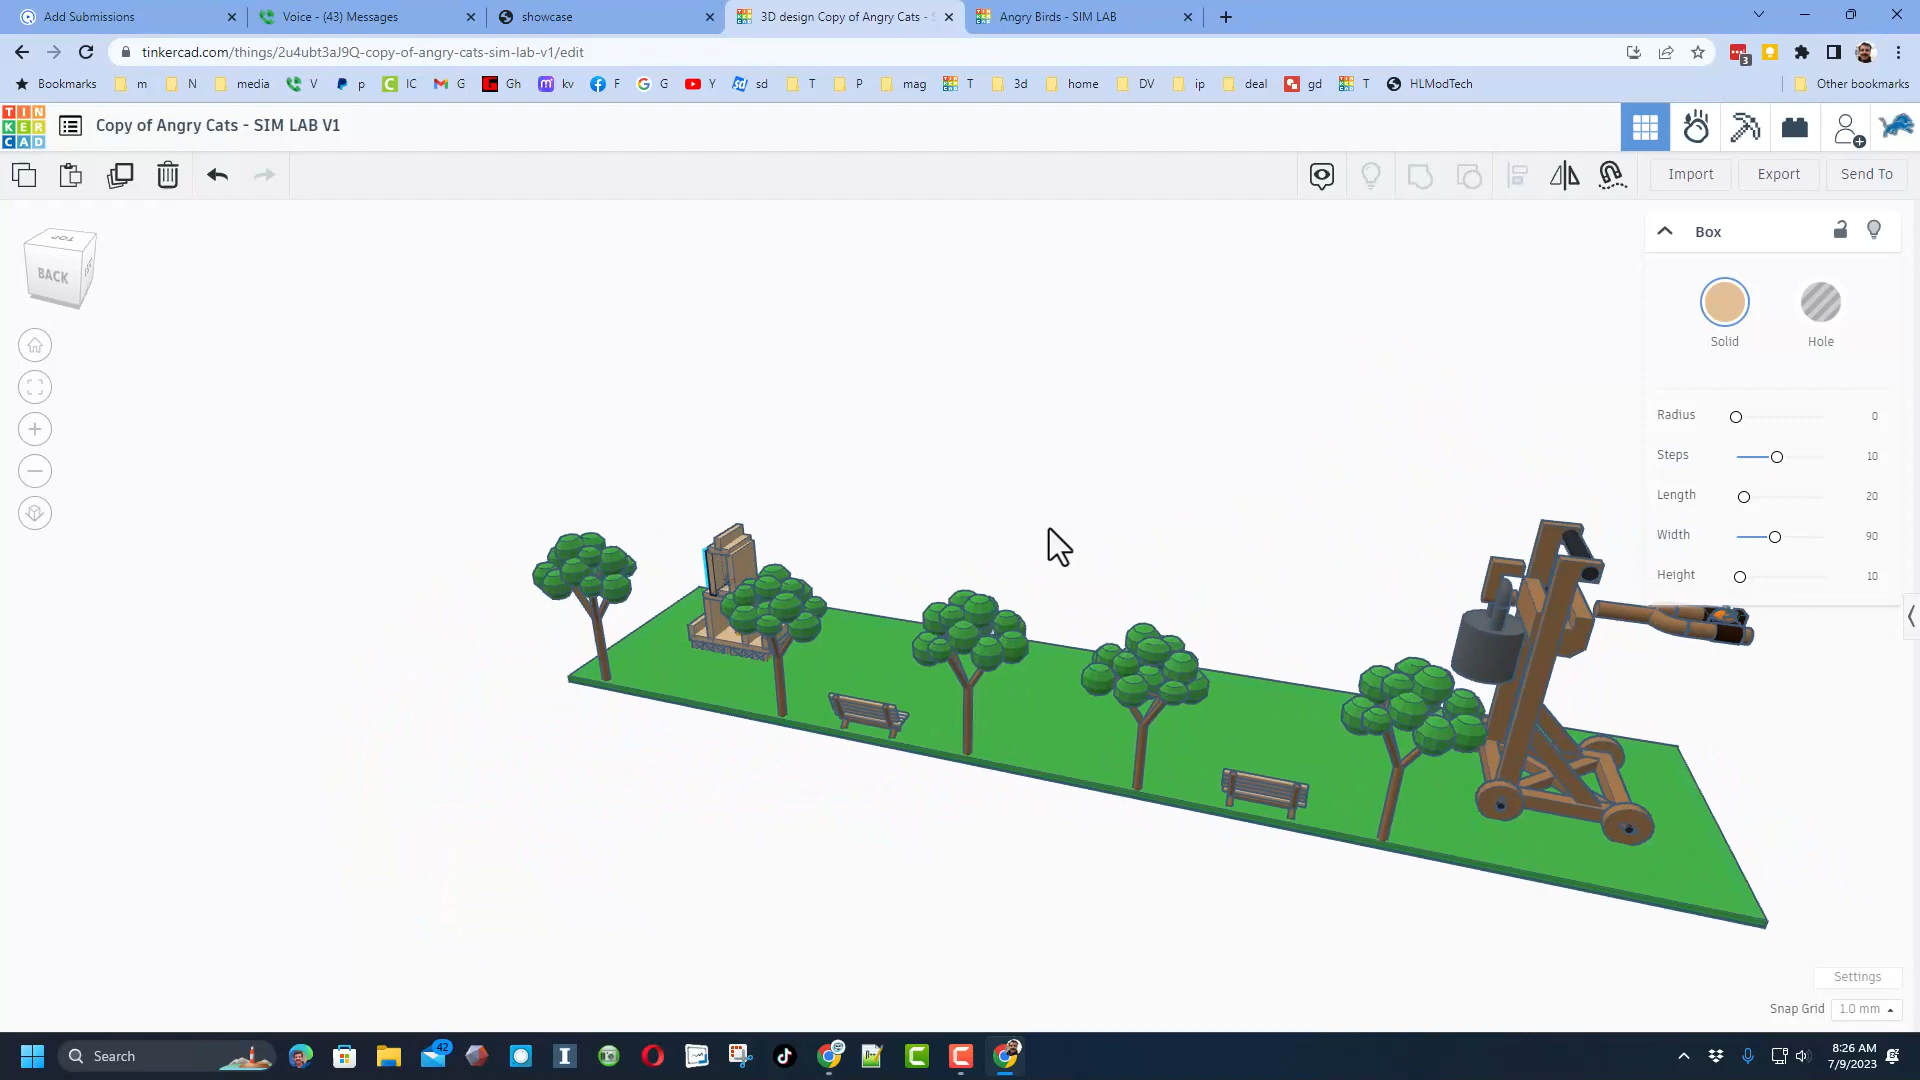 Add Submissions
Voice - (43) Messages
showcase
3D design Copy of Angry Cats - S
Angry Birds - SIM LAB
tinkercad.com/things/2u4ubt3aJ9Q-copy-of-angry-cats-sim-lab-v1/edit
3
Bookmarks m N media V p IC G Gh kv F G Y sd T P mag T 3d home DV ip deal gd T HLModTech Other bookmarks
TIN
KER
CAD
Copy of Angry Cats - SIM LAB V1
Import Export Send To
TOP
BACK
Box
Solid Hole
Radius 0
Steps 10
Length 20
Width 90
Height 10
Settings
Snap Grid 1.0 mm
Search
42
8:26 AM
7/9/2023